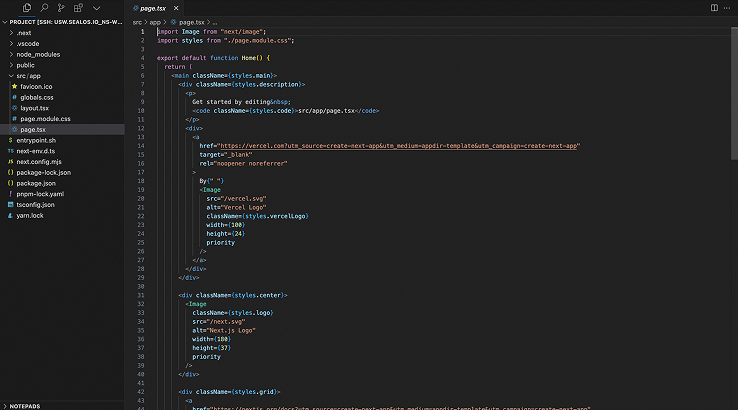 page.tsx
PROJECT [SSH: USW.SEALOS.IO_NS-W...
.next
.vscode
node_modules
public
src/app
favicon.ico
globals.css
layout.tsx
page.module.css
page.tsx
entrypoint.sh
next-env.d.ts
next.config.mjs
package-lock.json
package.json
pnpm-lock.yaml
tsconfig.json
yarn.lock
NOTEPADS
src > app > page.tsx > ...
1 import Image from "next/image";
2 import styles from "./page.module.css";
3
4 export default function Home() {
5 return (
6 <main className={styles.main}>
7 <div className={styles.description}>
8 <p>
9 Get started by editing&nbsp;
10 <code className={styles.code}>src/app/page.tsx</code>
11 </p>
12 <div>
13 <a
14 href="https://vercel.com?utm_source=create-next-app&utm_medium=appdir-template&utm_campaign=create-next-app"
15 target="_blank"
16 rel="noopener noreferrer"
17 >
18 By{" "}
19 <Image
20 src="/vercel.svg"
21 alt="Vercel Logo"
22 className={styles.vercelLogo}
23 width={100}
24 height={24}
25 priority
26 />
27 </a>
28 </div>
29 </div>
30
31 <div className={styles.center}>
32 <Image
33 className={styles.logo}
34 src="/next.svg"
35 alt="Next.js Logo"
36 width={180}
37 height={37}
38 priority
39 />
40 </div>
41
42 <div className={styles.grid}>
43 <a
44 href="https://nextjs.org/docs?utm_source=create-next-app&utm_medium=appdir-template&utm_campaign=create-next-app"